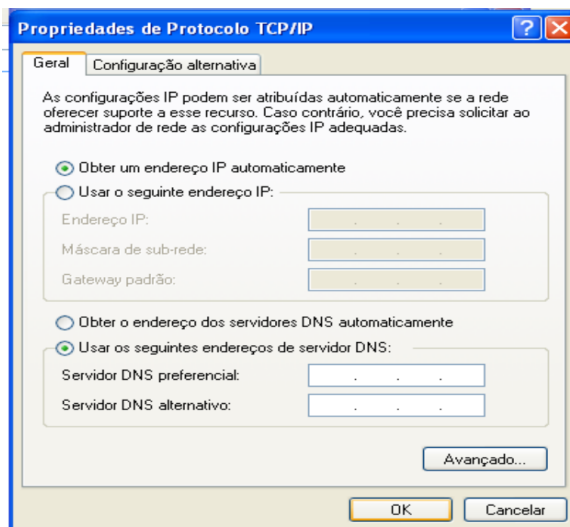 Propriedades de Protocolo TCP/IP
Geral
Configuração alternativa
As configurações IP podem ser atribuídas automaticamente se a rede
oferecer suporte a esse recurso. Caso contrário, você precisa solicitar ao
administrador de rede as configurações IP adequadas.
Obter um endereço IP automaticamente
Usar o seguinte endereço IP:
Endereço IP:
Máscara de sub-rede:
Gateway padrão:
Obter o endereço dos servidores DNS automaticamente
Usar os seguintes endereços de servidor DNS:
Servidor DNS preferencial:
Servidor DNS alternativo:
Avançado...
OK
Cancelar